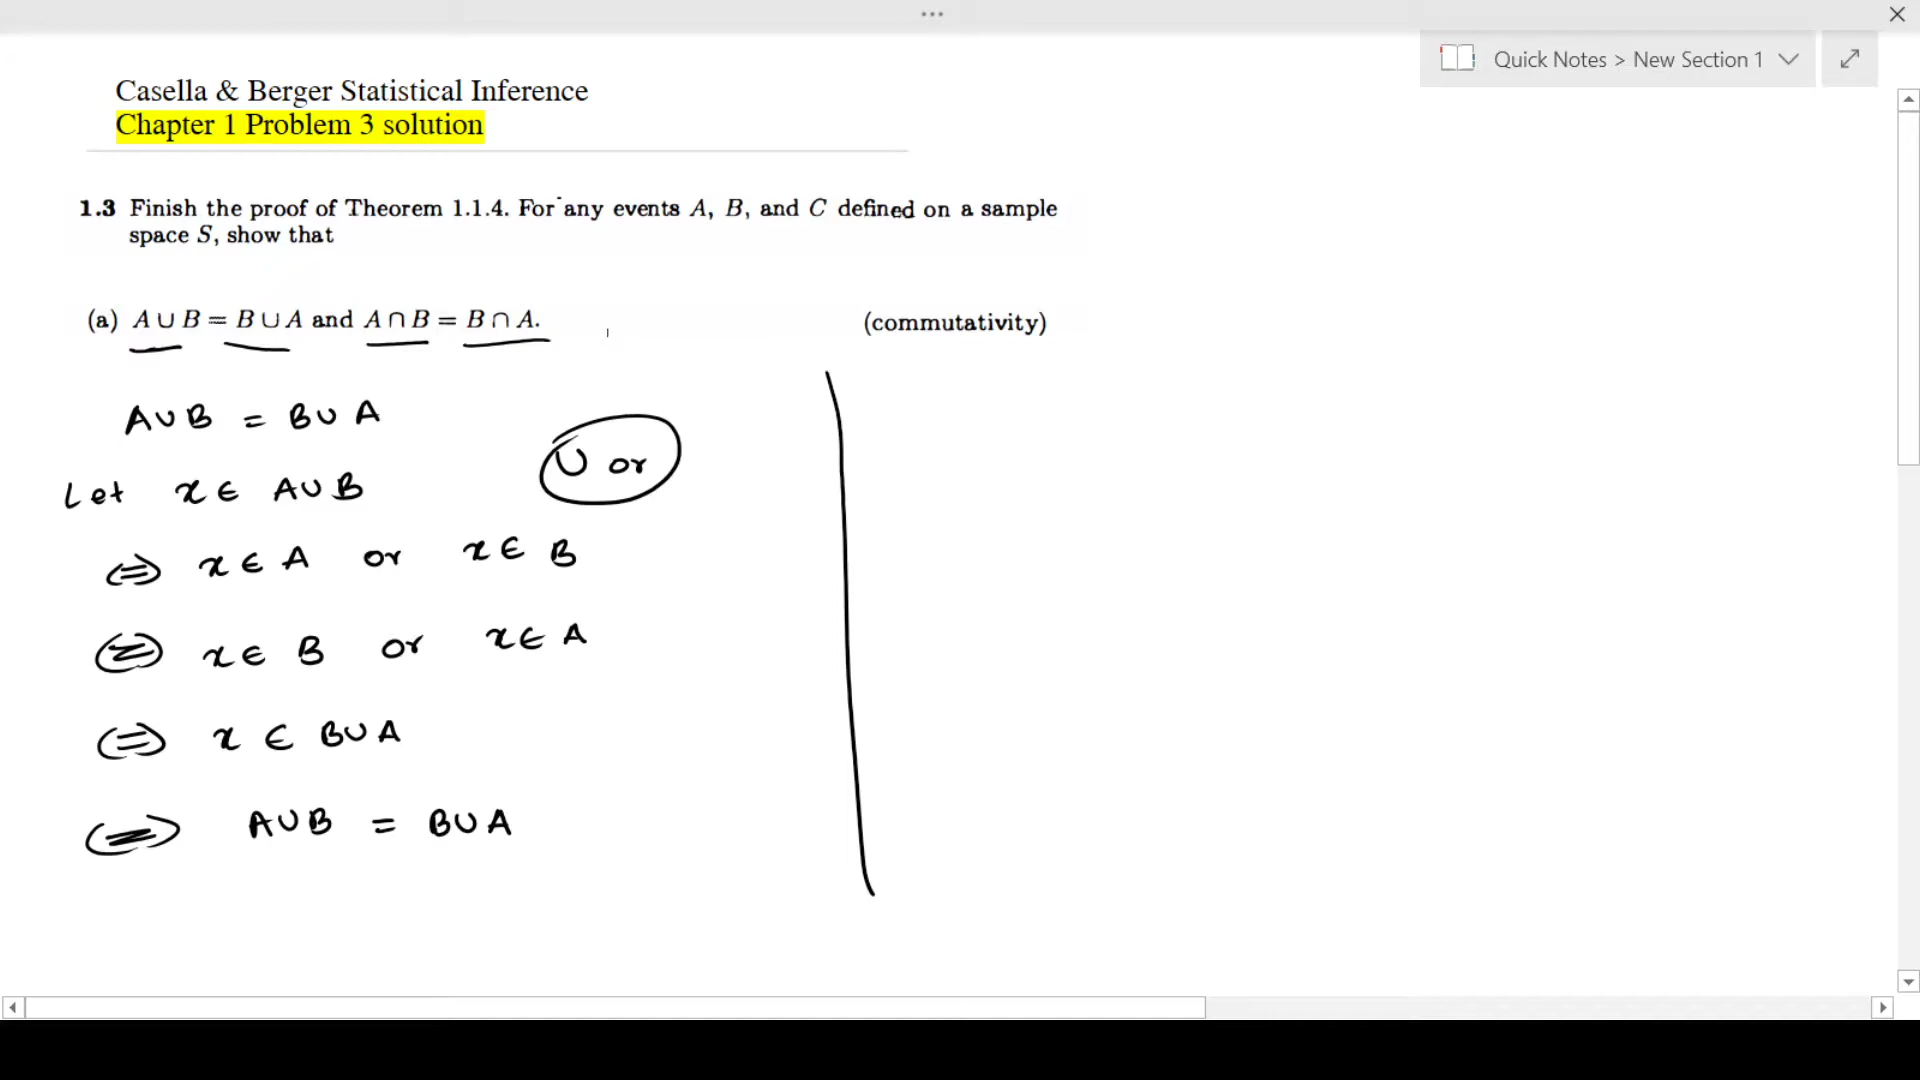 Quick Notes > New Section 1
Casella & Berger Statistical Inference
Chapter 1 Problem 3 solution
1.3 Finish the proof of Theorem 1.1.4. For any events A, B, and C defined on a sample
space S, show that
(a) A ∪ B = B ∪ A and A ∩ B = B ∩ A. (commutativity)
A∪B = B∪A
Let x ∈ A∪B
∪ or
⇔ x ∈ A or x ∈ B
⇔ x ∈ B or x ∈ A
⇔ x ∈ B∪A
⇔ A∪B = B∪A